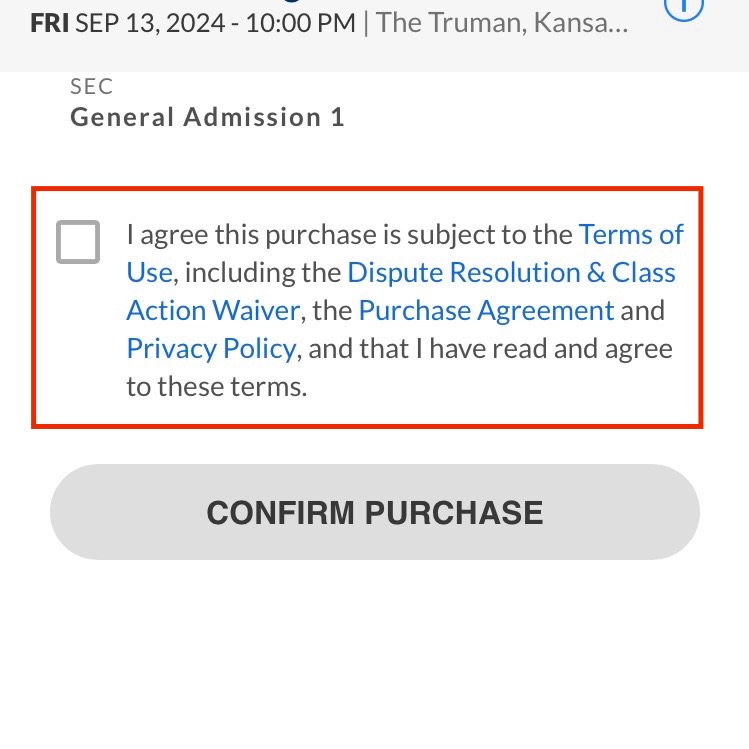 FRI SEP 13, 2024 - 10:00 PM | The Truman, Kansa...
SEC
General Admission 1
I agree this purchase is subject to the Terms of
Use, including the Dispute Resolution & Class
Action Waiver, the Purchase Agreement and
Privacy Policy, and that I have read and agree
to these terms.
CONFIRM PURCHASE